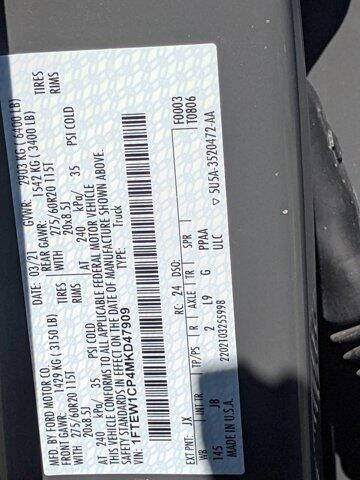 MFD. BY FORD MOTOR CO.
DATE: 03/21 GVWR: 2903 KG ( 6400 LB)
FRONT GAWR: 1429 KG ( 3150 LB) REAR GAWR: 1542 KG ( 3400 LB)
WITH 275/60R20 115T TIRES WITH 275/60R20 115T TIRES
20x8.5J RIMS 20x8.5J RIMS
AT 240 kPa/ 35 PSI COLD AT 240 kPa/ 35 PSI COLD
THIS VEHICLE CONFORMS TO ALL APPLICABLE FEDERAL MOTOR VEHICLE
SAFETY STANDARDS IN EFFECT ON THE DATE OF MANUFACTURE SHOWN ABOVE.
VIN: 1FTEW1CP4MKD47909
TYPE: Truck
F0003
T0806
EXT PNT: JX RC: 24 DSO:
WB INT TR TP/PS R AXLE TR SPR
145 JB 2 L9 G PPAA
MADE IN U.S.A. ULC
2202103255998
▽ 5U5A-3520472-AA